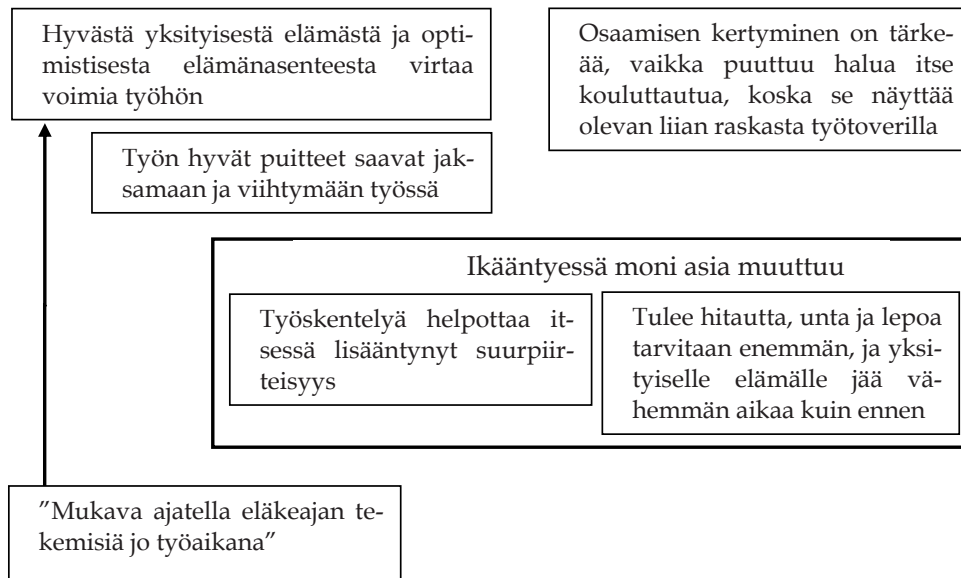 Hyvästä yksityisestä elämästä ja opti-
mistisesta elämänasenteesta virtaa
voimia työhön
Osaamisen kertyminen on tärke-
ää, vaikka puuttuu halua itse
kouluttautua, koska se näyttää
olevan liian raskasta työtoverilla
Työn hyvät puitteet saavat jak-
samaan ja viihtymään työssä
Ikääntyessä moni asia muuttuu
Työskentelyä helpottaa it-
sessä lisääntynyt suurpiir-
teisyys
Tulee hitautta, unta ja lepoa
tarvitaan enemmän, ja yksi-
tyiselle elämälle jää vä-
hemmän aikaa kuin ennen
”Mukava ajatella eläkeajan te-
kemisiä jo työaikana”